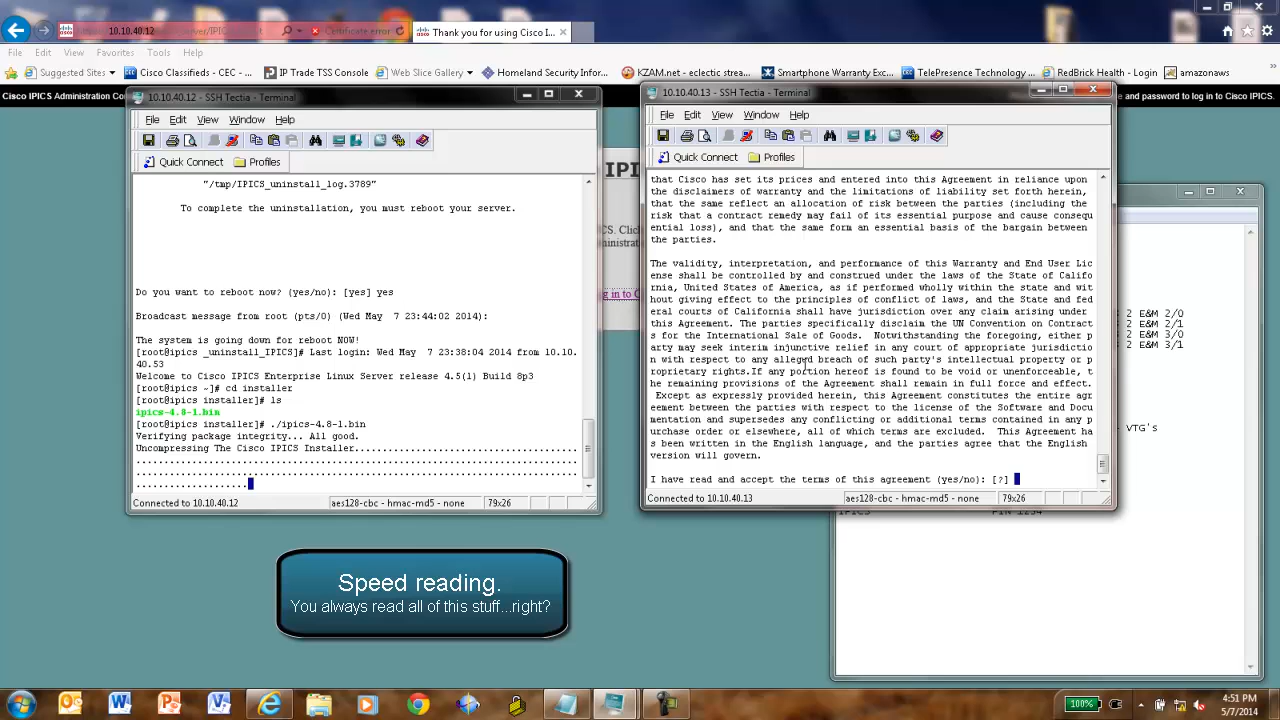 10.10.40.12
Certificate error
Thank you for using Cisco I...
File Edit View Favorites Tools Help
Suggested Sites
Cisco Classifieds - CEC - ...
IP Trade TSS Console
Web Slice Gallery
Homeland Security Infor...
KZAM.net - eclectic strea...
Smartphone Warranty Exc...
TelePresence Technology ...
RedBrick Health - Login
amazonaws
Cisco IPICS Administration Co
e and password to log in to Cisco IPICS.
10.10.40.12 - SSH Tectia - Terminal
File Edit View Window Help
Quick Connect Profiles
"/tmp/IPICS_uninstall_log.3789"
To complete the uninstallation, you must reboot your server.
Do you want to reboot now? (yes/no): [yes] yes
Broadcast message from root (pts/0) (Wed May  7 23:44:02 2014):
The system is going down for reboot NOW!
[root@ipics _uninstall_IPICS]# Last login: Wed May  7 23:38:04 2014 from 10.10.
40.53
Welcome to Cisco IPICS Enterprise Linux Server release 4.5(1) Build 8p3
[root@ipics ~]# cd installer
[root@ipics installer]# ls
ipics-4.8-1.bin
[root@ipics installer]# ./ipics-4.8-1.bin
Verifying package integrity... All good.
Uncompressing The Cisco IPICS Installer.......................................
Connected to 10.10.40.12
aes128-cbc - hmac-md5 - none
79x26
10.10.40.13 - SSH Tectia - Terminal
File Edit View Window Help
Quick Connect Profiles
that Cisco has set its prices and entered into this Agreement in reliance upon
the disclaimers of warranty and the limitations of liability set forth herein,
that the same reflect an allocation of risk between the parties (including the
risk that a contract remedy may fail of its essential purpose and cause consequ
ential loss), and that the same form an essential basis of the bargain between
the parties.
The validity, interpretation, and performance of this Warranty and End User Lic
ense shall be controlled by and construed under the laws of the State of Califo
rnia, United States of America, as if performed wholly within the state and wit
hout giving effect to the principles of conflict of laws, and the State and fed
eral courts of California shall have jurisdiction over any claim arising under
this Agreement. The parties specifically disclaim the UN Convention on Contract
s for the International Sale of Goods.  Notwithstanding the foregoing, either p
arty may seek interim injunctive relief in any court of appropriate jurisdictio
n with respect to any alleged breach of such party's intellectual property or p
roprietary rights.If any portion hereof is found to be void or unenforceable, t
he remaining provisions of the Agreement shall remain in full force and effect.
Except as expressly provided herein, this Agreement constitutes the entire agr
eement between the parties with respect to the license of the Software and Docu
mentation and supersedes any conflicting or additional terms contained in any p
urchase order or elsewhere, all of which terms are excluded.  This Agreement ha
s been written in the English language, and the parties agree that the English
version will govern.
I have read and accept the terms of this agreement (yes/no): [?]
Connected to 10.10.40.13
aes128-cbc - hmac-md5 - none
79x26
IPI
CS. Clic
ninistrat
g in to C
2 E&M 2/0
2 E&M 2/1
2 E&M 3/0
2 E&M 3/1
- VTG's
IPICS PIN 1234
Speed reading.
You always read all of this stuff...right?
100%
4:51 PM
5/7/2014